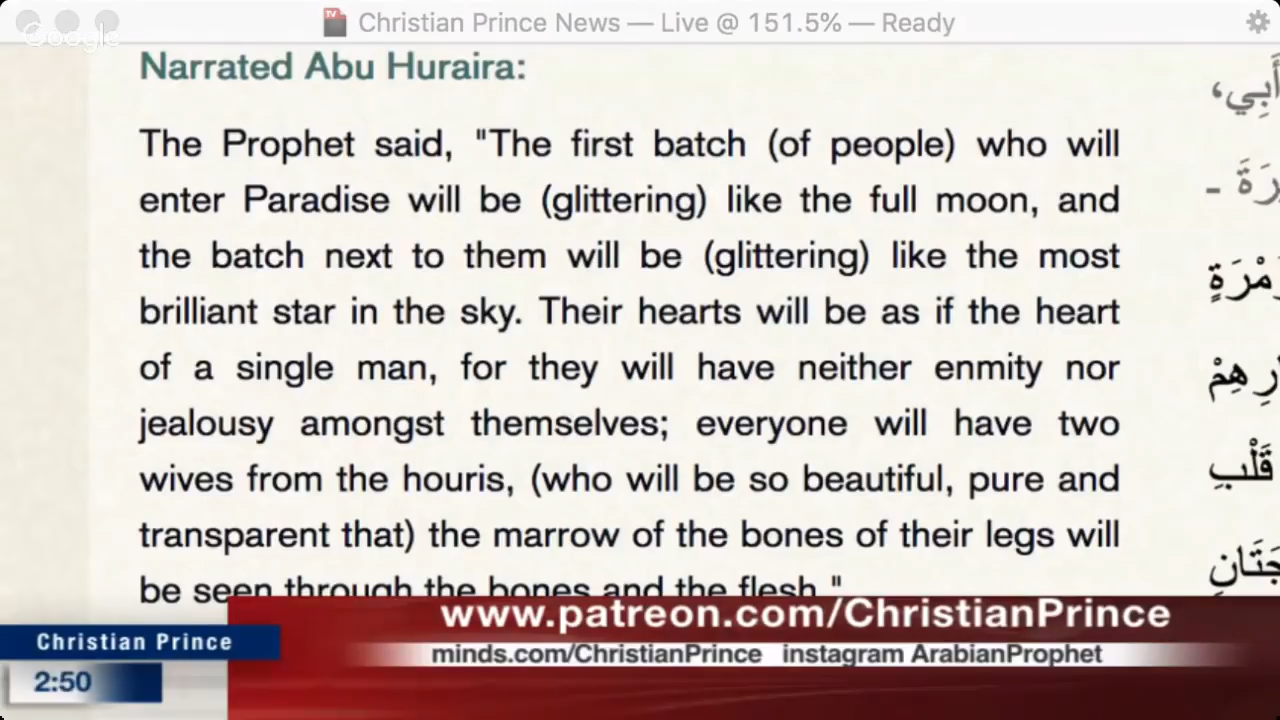 Christian Prince News — Live @ 151.5% — Ready
Google
Narrated Abu Huraira:
The Prophet said, "The first batch (of people) who will
enter Paradise will be (glittering) like the full moon, and
the batch next to them will be (glittering) like the most
brilliant star in the sky. Their hearts will be as if the heart
of a single man, for they will have neither enmity nor
jealousy amongst themselves; everyone will have two
wives from the houris, (who will be so beautiful, pure and
transparent that) the marrow of the bones of their legs will
be seen through the bones and the flesh."
أَبِي،
قَلْبِ
www.patreon.com/ChristianPrince
minds.com/ChristianPrince instagram ArabianProphet
Christian Prince
2:50